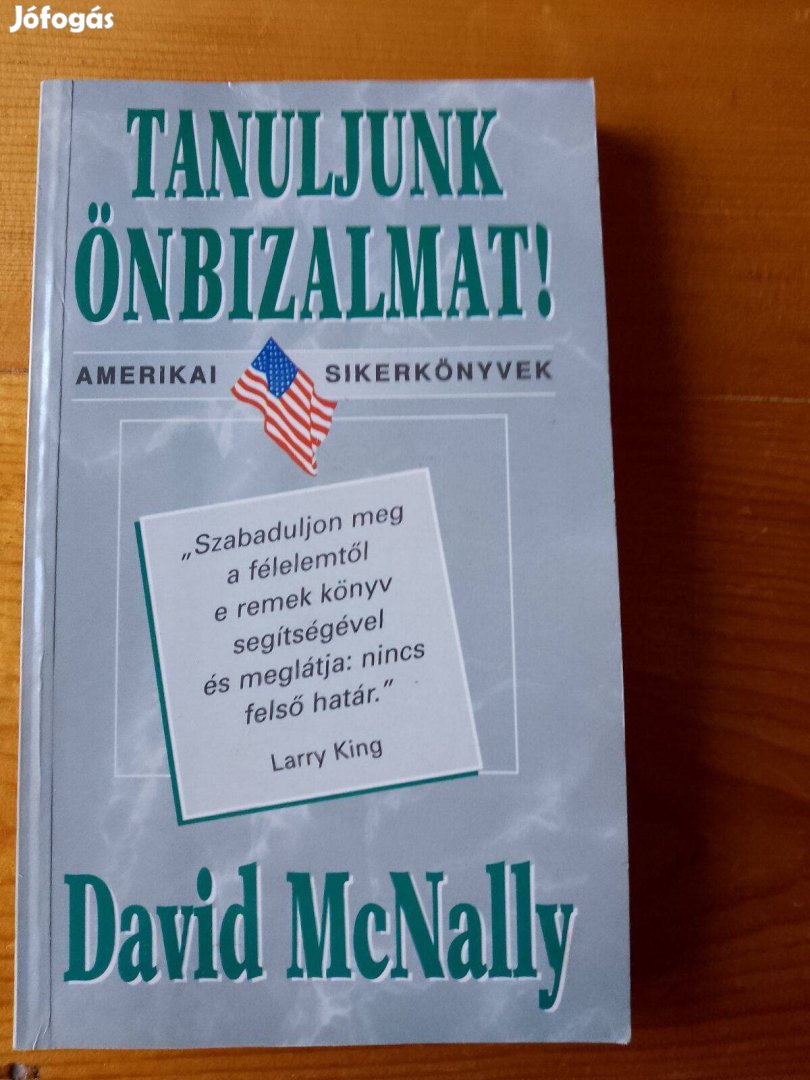 Jófogás
TANULJUNK
ÖNBIZALMAT!
AMERIKAI SIKERKÖNYVEK
„Szabaduljon meg
a félelemtől
e remek könyv
segítségével
és meglátja: nincs
felső határ.”
Larry King
David McNally